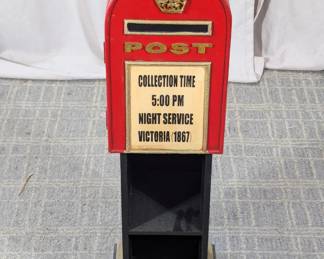 POST
COLLECTION TIME
5:00 PM
NIGHT SERVICE
VICTORIA (1867)